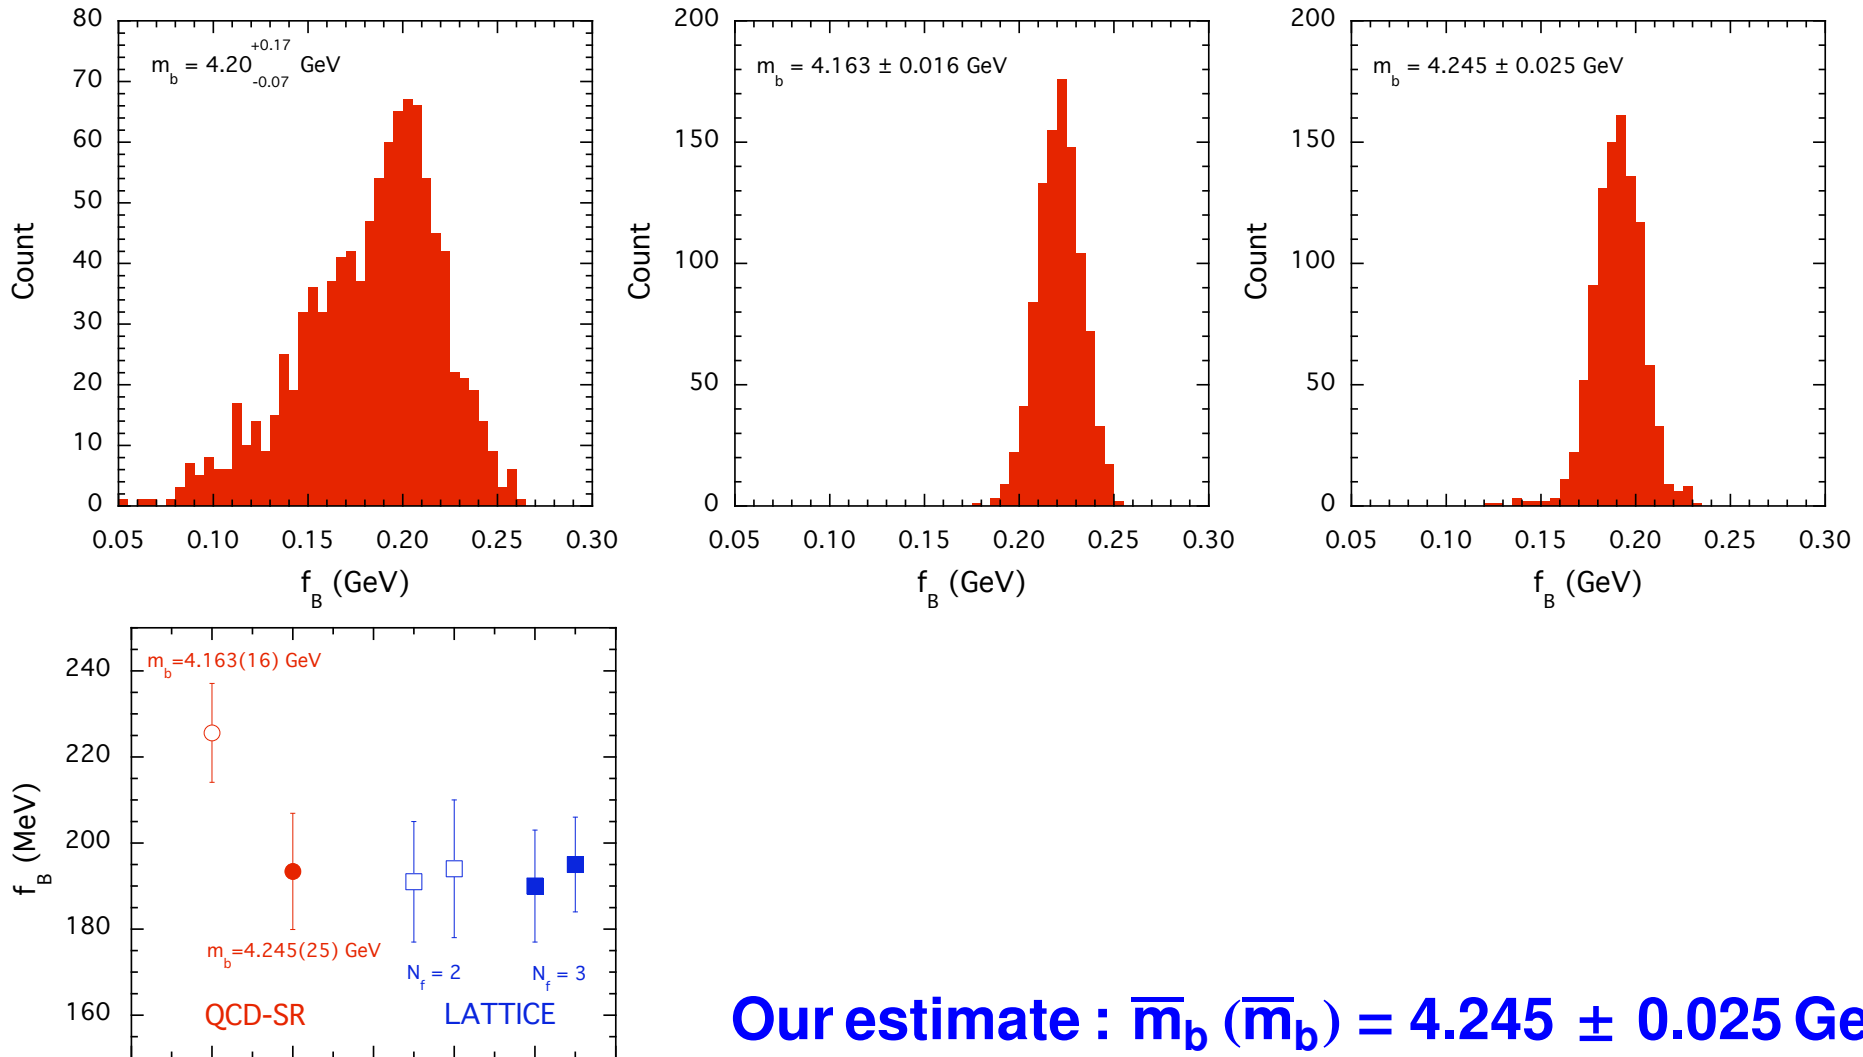 80
70
60
50
40
30
20
10
0
Count
m_b = 4.20 +0.17 -0.07 GeV
0.05 0.10 0.15 0.20 0.25 0.30
f_B (GeV)
200
150
100
50
0
Count
m_b = 4.163 ± 0.016 GeV
0.05 0.10 0.15 0.20 0.25 0.30
f_B (GeV)
200
150
100
50
0
Count
m_b = 4.245 ± 0.025 GeV
0.05 0.10 0.15 0.20 0.25 0.30
f_B (GeV)
240
220
200
180
160
f_B (MeV)
m_b=4.163(16) GeV
m_b=4.245(25) GeV
N_f = 2
N_f = 3
QCD-SR
LATTICE
Our estimate : m̅_b (m̅_b) = 4.245 ± 0.025 Ge